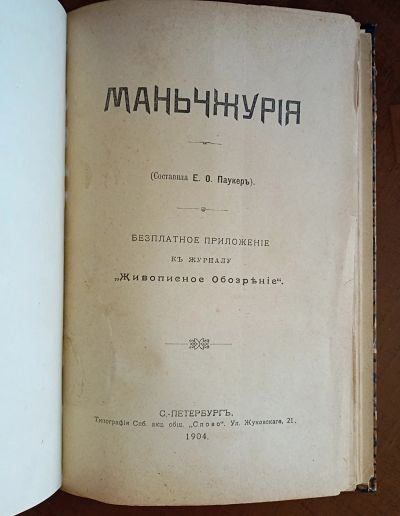 МАНЬЧЖУРІЯ
(Составила Е. О. Паукеръ).
БЕЗПЛАТНОЕ ПРИЛОЖЕНІЕ
КЪ ЖУРНАЛУ
„Живописное Обозрѣніе“.
С.-ПЕТЕРБУРГЪ.
Типографія Спб. акц. общ. „Слово“. Ул. Жуковскаго, 21.
1904.